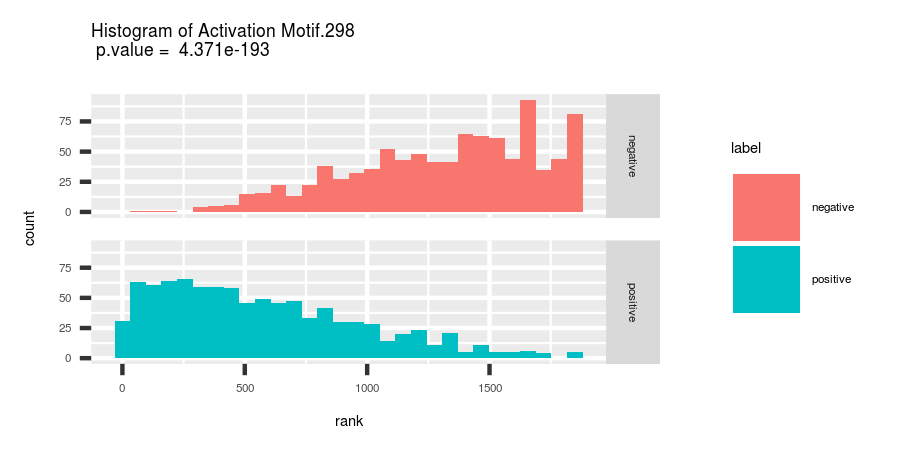 Histogram of Activation Motif.298
p.value = 4.371e-193
count
75
50
25
0
negative
75
50
25
0
positive
0 500 1000 1500
rank
label
negative
positive